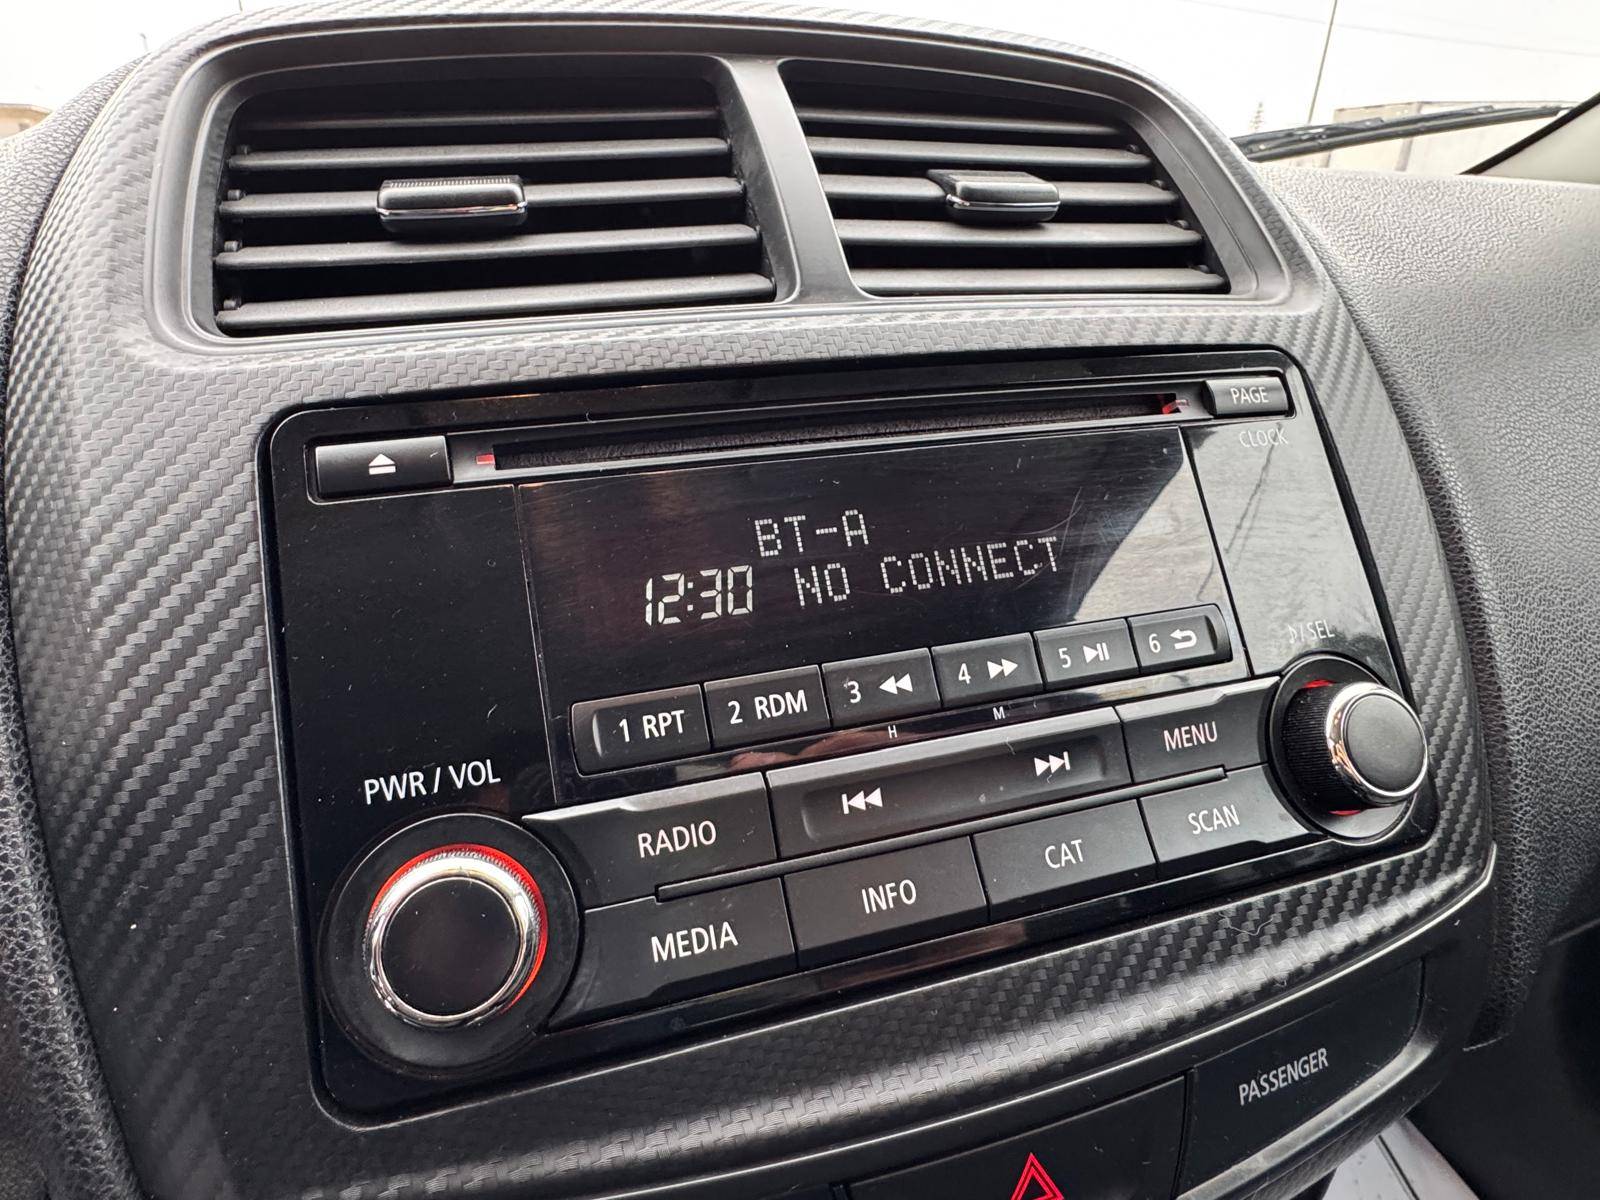 PAGE
CLOCK
BT-A
12:30 NO CONNECT
♪/SEL
1 RPT
2 RDM
3
4
5
6
H
M
PWR / VOL
RADIO
MENU
MEDIA
INFO
CAT
SCAN
PASSENGER